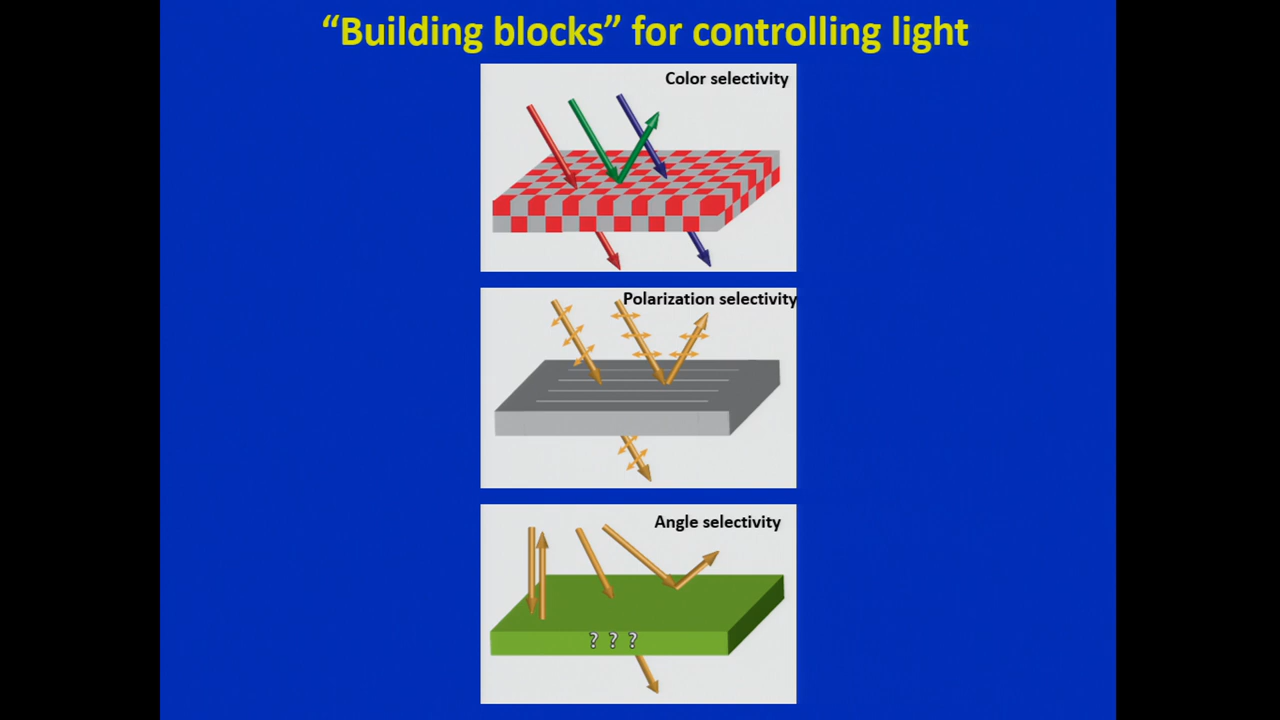 “Building blocks” for controlling light
Color selectivity
Polarization selectivity
Angle selectivity
? ? ?